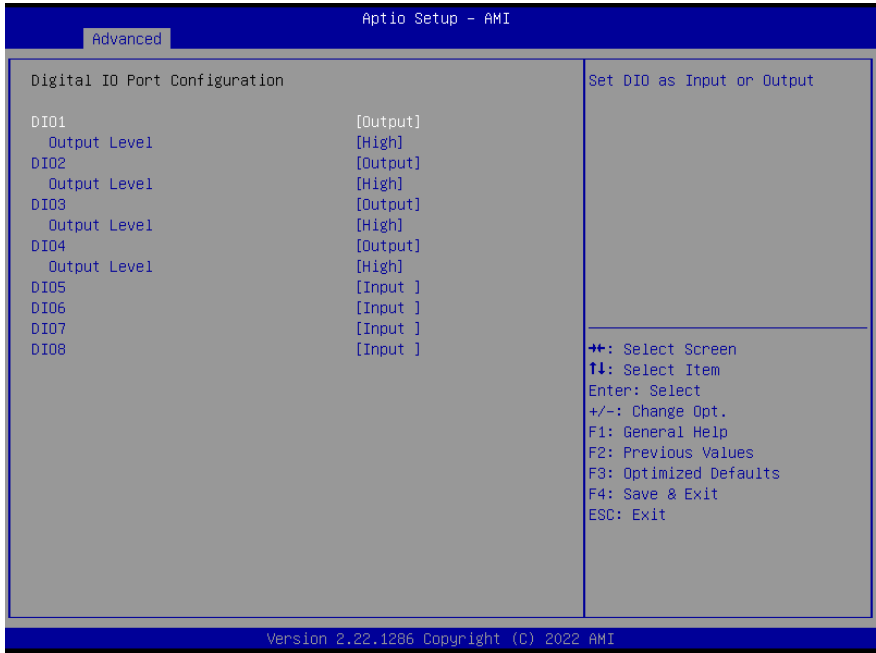 Aptio Setup – AMI
Advanced
Digital IO Port Configuration
DIO1 [Output]
Output Level [High]
DIO2 [Output]
Output Level [High]
DIO3 [Output]
Output Level [High]
DIO4 [Output]
Output Level [High]
DIO5 [Input ]
DIO6 [Input ]
DIO7 [Input ]
DIO8 [Input ]
Set DIO as Input or Output
→←: Select Screen
↑↓: Select Item
Enter: Select
+/-: Change Opt.
F1: General Help
F2: Previous Values
F3: Optimized Defaults
F4: Save & Exit
ESC: Exit
Version 2.22.1286 Copyright (C) 2022 AMI